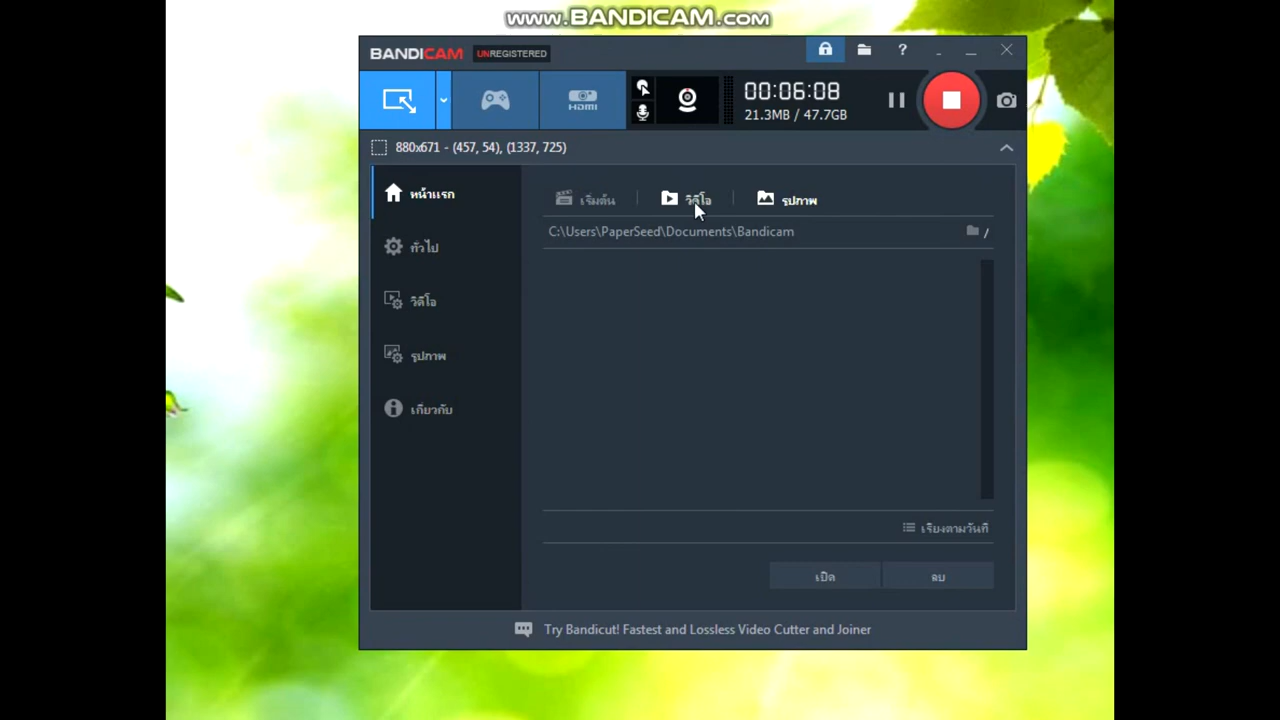 www.BANDICAM.com
BANDICAM UNREGISTERED
HDMI
00:06:08
21.3MB / 47.7GB
880x671 - (457, 54), (1337, 725)
หน้าแรก
ทั่วไป
วิดีโอ
รูปภาพ
เกี่ยวกับ
เริ่มต้น วิดีโอ รูปภาพ
C:\Users\PaperSeed\Documents\Bandicam /
เรียงตามวันที่
เปิด ลบ
Try Bandicut! Fastest and Lossless Video Cutter and Joiner